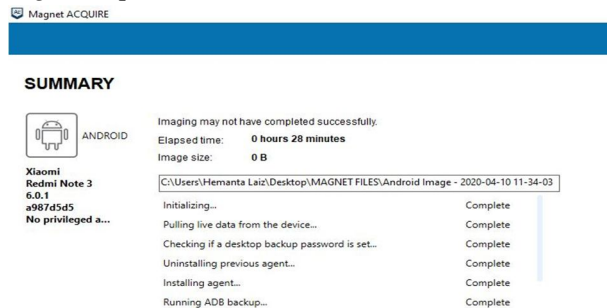 Magnet ACQUIRE
SUMMARY
ANDROID
Xiaomi
Redmi Note 3
6.0.1
a987d5d5
No privileged a...
Imaging may not have completed successfully.
Elapsed time: 0 hours 28 minutes
Image size: 0 B
C:\Users\Hemanta Laiz\Desktop\MAGNET FILES\Android Image - 2020-04-10 11-34-03
Initializing... Complete
Pulling live data from the device... Complete
Checking if a desktop backup password is set... Complete
Uninstalling previous agent... Complete
Installing agent... Complete
Running ADB backup... Complete